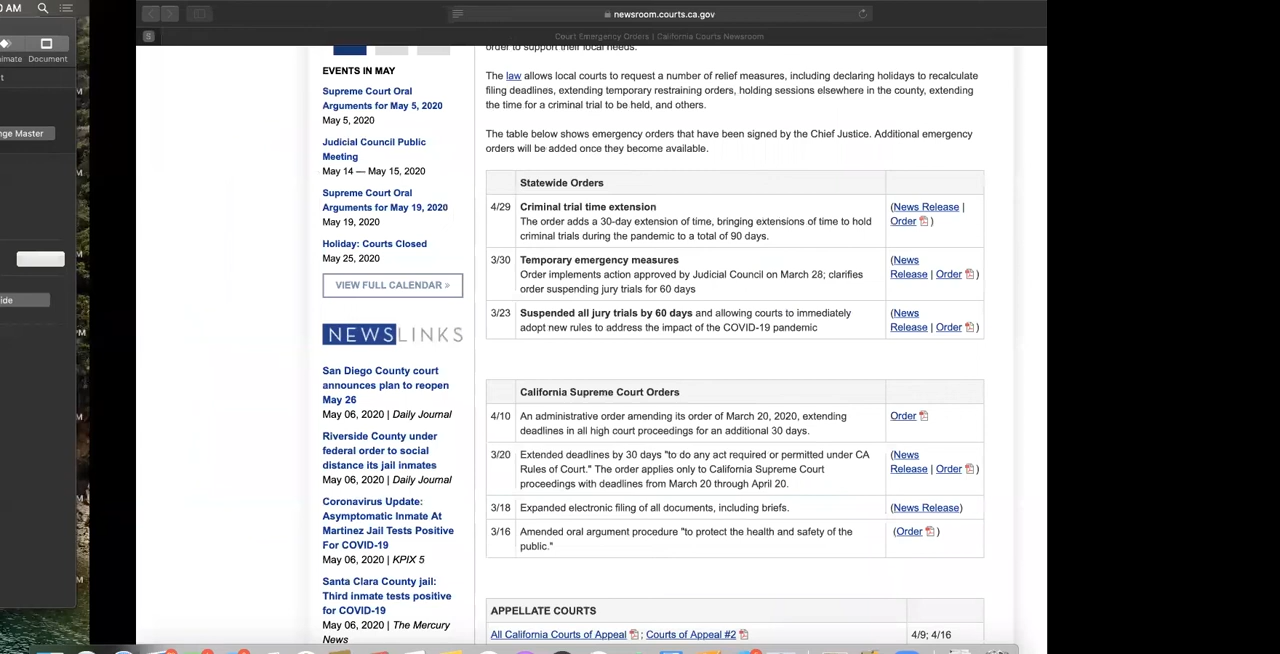 0 AM
newsroom.courts.ca.gov
S
Court Emergency Orders | California Courts Newsroom
nimate
Document
t
nge Master
ide
EVENTS IN MAY
Supreme Court Oral
Arguments for May 5, 2020
May 5, 2020
Judicial Council Public
Meeting
May 14 — May 15, 2020
Supreme Court Oral
Arguments for May 19, 2020
May 19, 2020
Holiday: Courts Closed
May 25, 2020
VIEW FULL CALENDAR »
NEWSLINKS
San Diego County court
announces plan to reopen
May 26
May 06, 2020 | Daily Journal
Riverside County under
federal order to social
distance its jail inmates
May 06, 2020 | Daily Journal
Coronavirus Update:
Asymptomatic Inmate At
Martinez Jail Tests Positive
For COVID-19
May 06, 2020 | KPIX 5
Santa Clara County jail:
Third inmate tests positive
for COVID-19
May 06, 2020 | The Mercury
News
order to support their local needs.
The law allows local courts to request a number of relief measures, including declaring holidays to recalculate
filing deadlines, extending temporary restraining orders, holding sessions elsewhere in the county, extending
the time for a criminal trial to be held, and others.
The table below shows emergency orders that have been signed by the Chief Justice. Additional emergency
orders will be added once they become available.
Statewide Orders
4/29 Criminal trial time extension (News Release |
The order adds a 30-day extension of time, bringing extensions of time to hold Order )
criminal trials during the pandemic to a total of 90 days.
3/30 Temporary emergency measures (News
Order implements action approved by Judicial Council on March 28; clarifies Release | Order )
order suspending jury trials for 60 days
3/23 Suspended all jury trials by 60 days and allowing courts to immediately (News
adopt new rules to address the impact of the COVID-19 pandemic Release | Order )
California Supreme Court Orders
4/10 An administrative order amending its order of March 20, 2020, extending Order
deadlines in all high court proceedings for an additional 30 days.
3/20 Extended deadlines by 30 days "to do any act required or permitted under CA (News
Rules of Court." The order applies only to California Supreme Court Release | Order )
proceedings with deadlines from March 20 through April 20.
3/18 Expanded electronic filing of all documents, including briefs. (News Release)
3/16 Amended oral argument procedure "to protect the health and safety of the (Order )
public."
APPELLATE COURTS
All California Courts of Appeal ; Courts of Appeal #2 4/9; 4/16